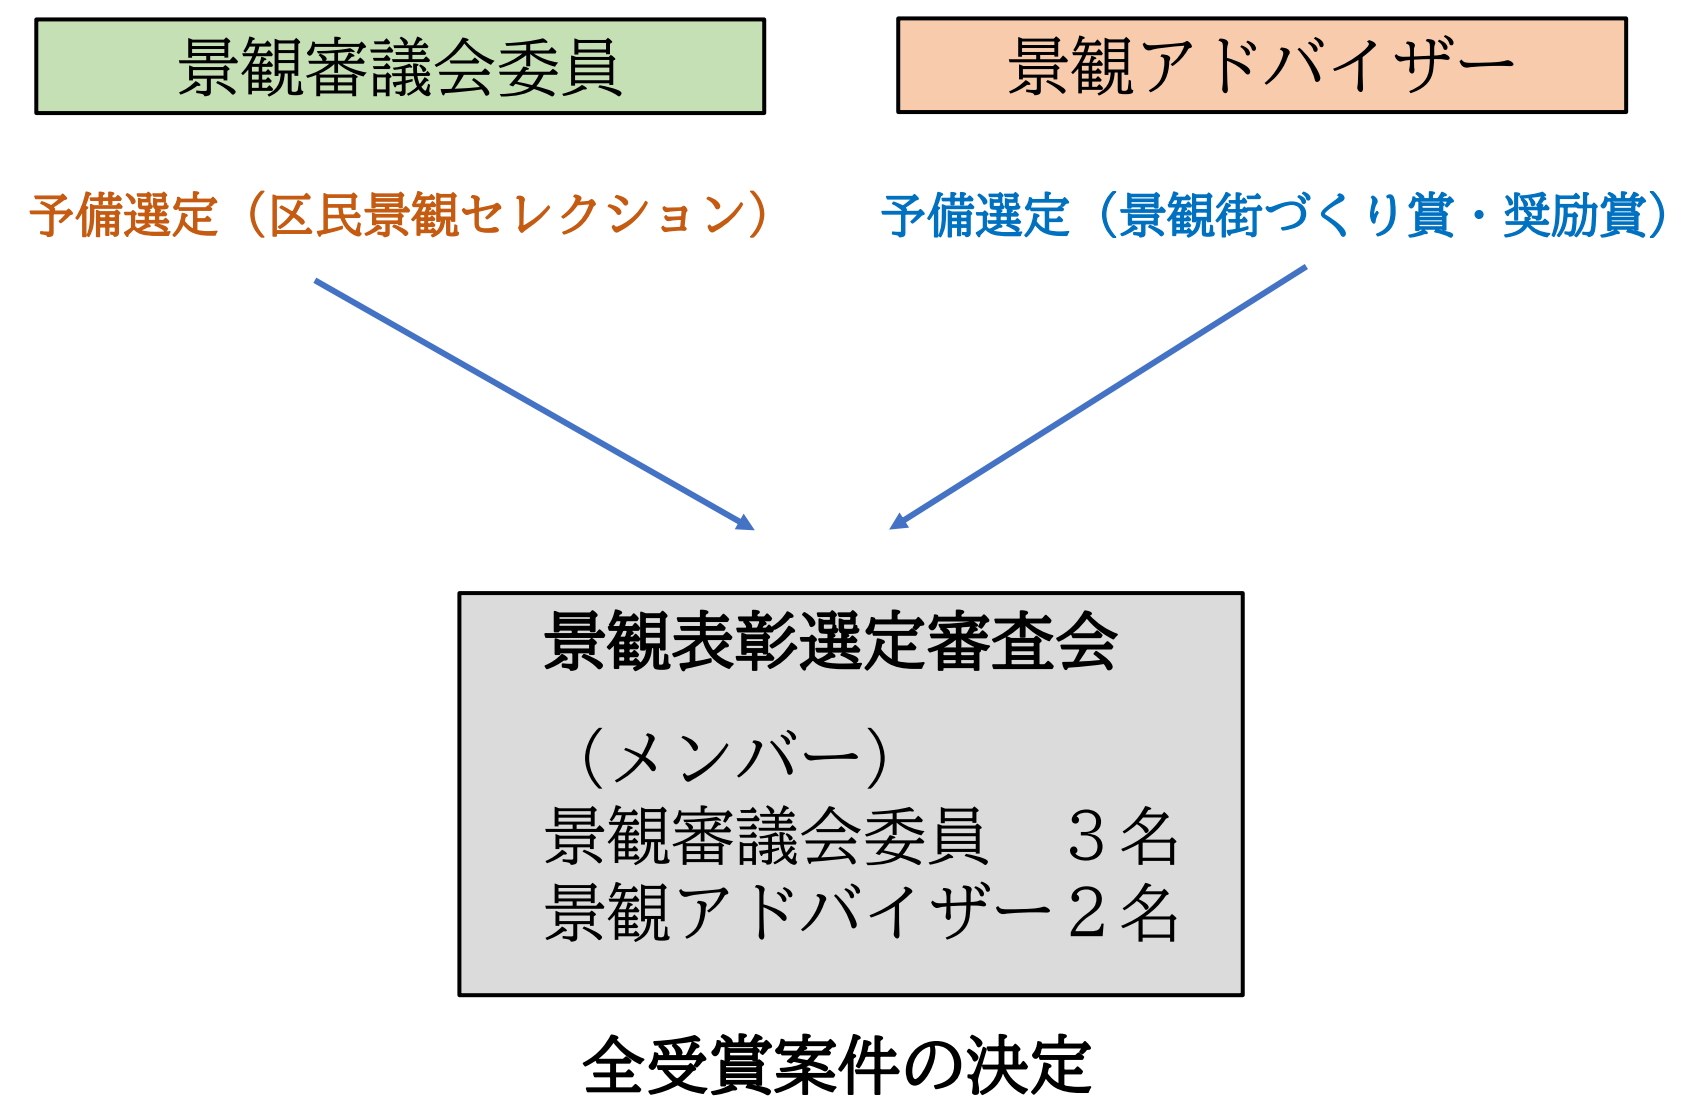 景観審議会委員
景観アドバイザー
予備選定（区民景観セレクション）
予備選定（景観街づくり賞・奨励賞）
景観表彰選定審査会
（メンバー）
景観審議会委員　３名
景観アドバイザー２名
全受賞案件の決定